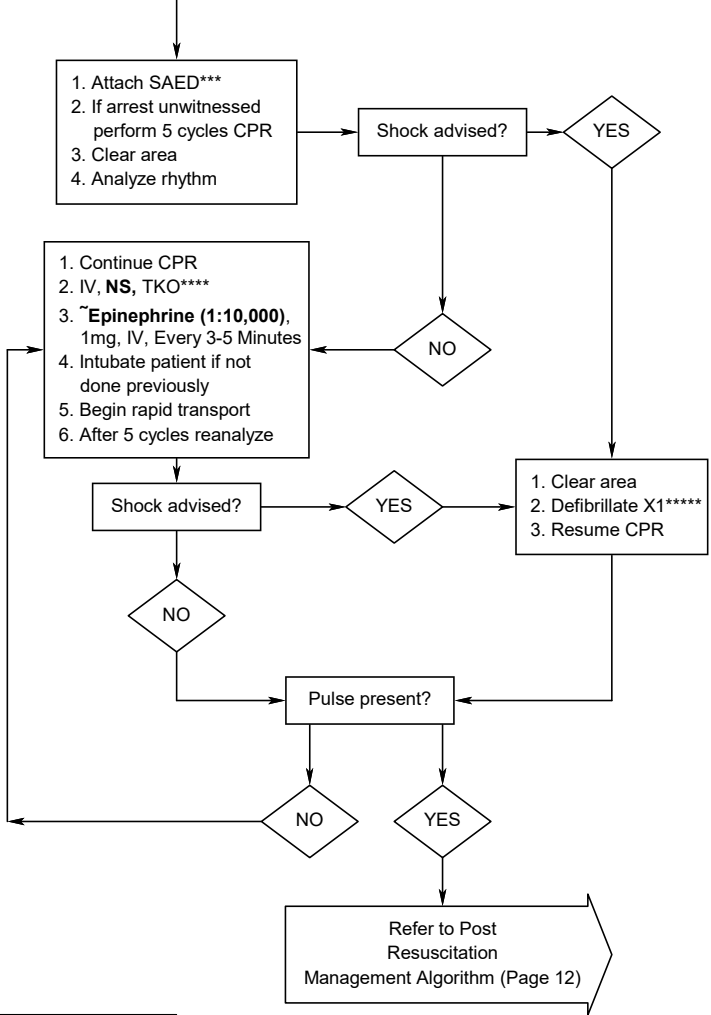 1. Attach SAED***
2. If arrest unwitnessed
perform 5 cycles CPR
3. Clear area
4. Analyze rhythm
Shock advised?
YES
1. Continue CPR
2. IV, NS, TKO****
3. ˜Epinephrine (1:10,000),
1mg, IV, Every 3-5 Minutes
4. Intubate patient if not
done previously
5. Begin rapid transport
6. After 5 cycles reanalyze
NO
Shock advised?
YES
1. Clear area
2. Defibrillate X1*****
3. Resume CPR
NO
Pulse present?
NO
YES
Refer to Post
Resuscitation
Management Algorithm (Page 12)